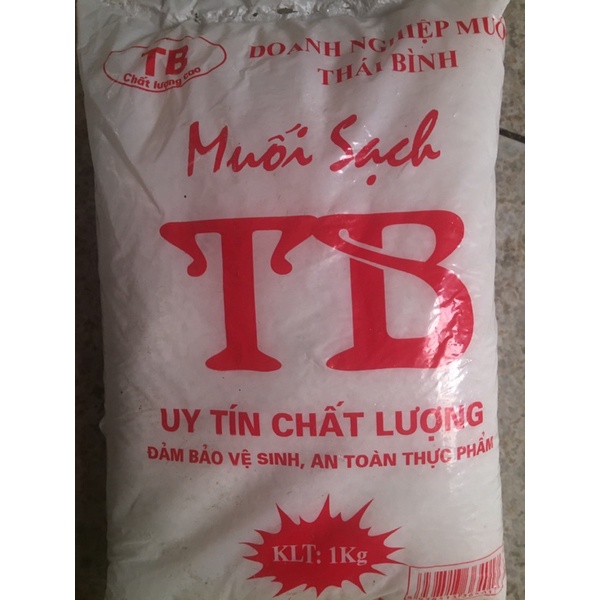 TB
Chất lượng cao
DOANH NGHIỆP MUỐI
THÁI BÌNH
Muối Sạch
TB
UY TÍN CHẤT LƯỢNG
ĐẢM BẢO VỆ SINH, AN TOÀN THỰC PHẨM
KLT: 1Kg